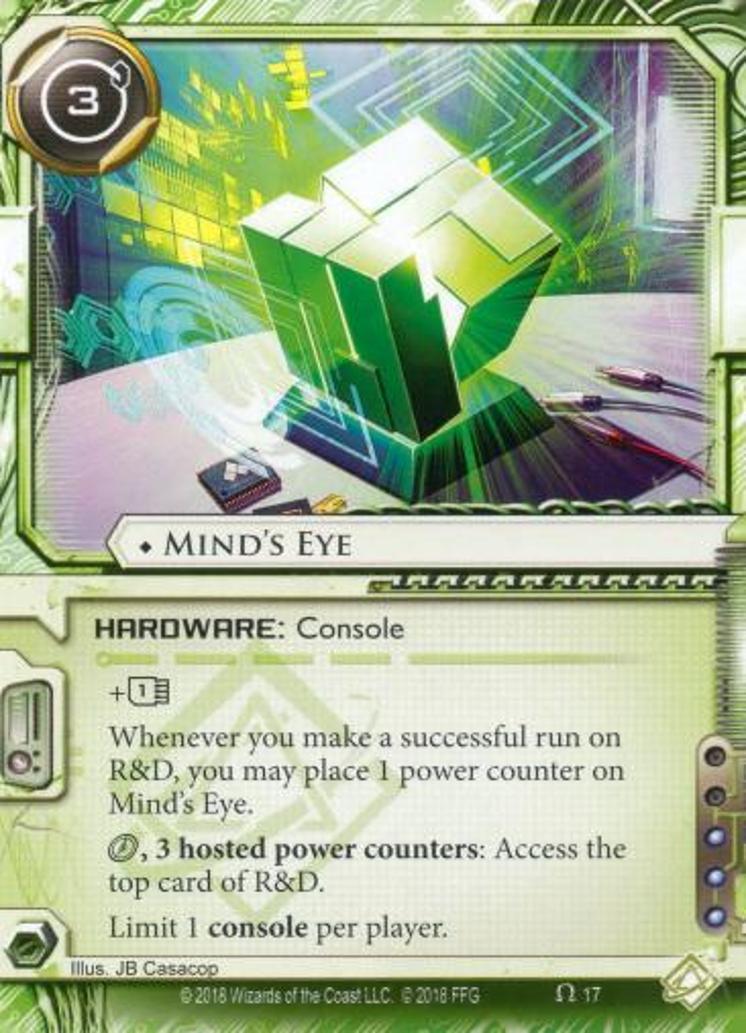 3
◆ MIND'S EYE
HARDWARE: Console
+1
Whenever you make a successful run on
R&D, you may place 1 power counter on
Mind's Eye.
, 3 hosted power counters: Access the
top card of R&D.
Limit 1 console per player.
Illus. JB Casacop
© 2018 Wizards of the Coast LLC. © 2018 FFG Ω 17